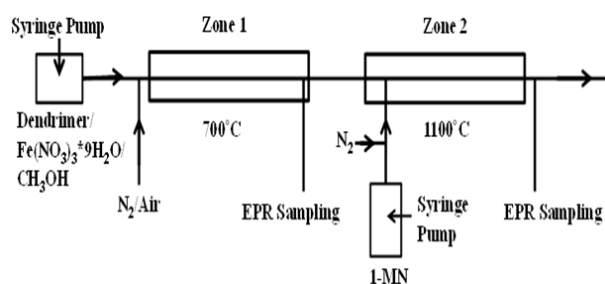 Syringe Pump
Zone 1
Zone 2
Dendrimer/
Fe(NO₃)₃*9H₂O/
CH₃OH
700°C
1100°C
N₂
N₂/Air
EPR Sampling
Syringe
Pump
EPR Sampling
1-MN